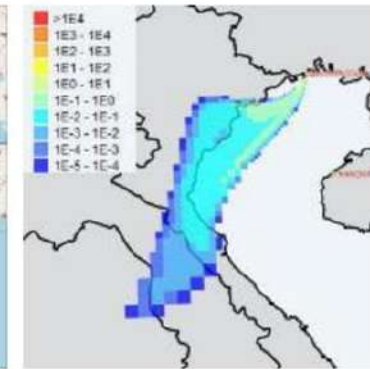 >1E4
1E3 - 1E4
1E2 - 1E3
1E1 - 1E2
1E0 - 1E1
1E-1 - 1E0
1E-2 - 1E-1
1E-3 - 1E-2
1E-4 - 1E-3
1E-5 - 1E-4